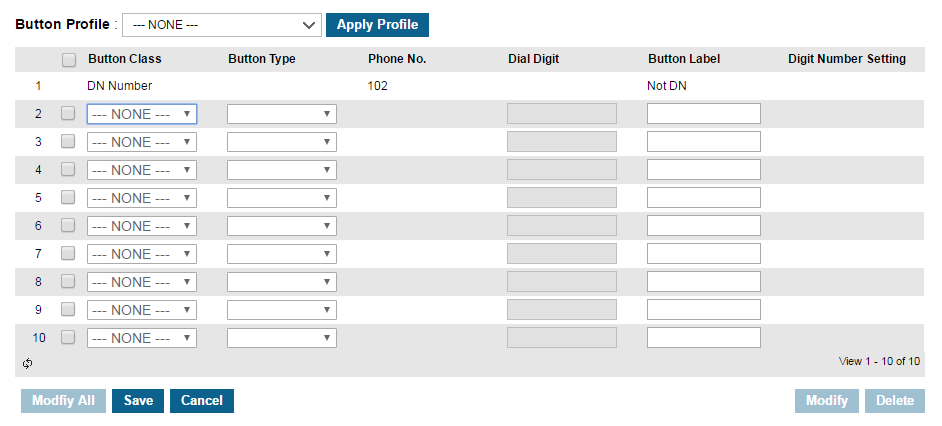 Button Profile : --- NONE --- Apply Profile
Button Class Button Type Phone No. Dial Digit Button Label Digit Number Setting
1 DN Number 102 Not DN
2 --- NONE ---
3 --- NONE ---
4 --- NONE ---
5 --- NONE ---
6 --- NONE ---
7 --- NONE ---
8 --- NONE ---
9 --- NONE ---
10 --- NONE ---
View 1 - 10 of 10
Modfiy All Save Cancel Modify Delete